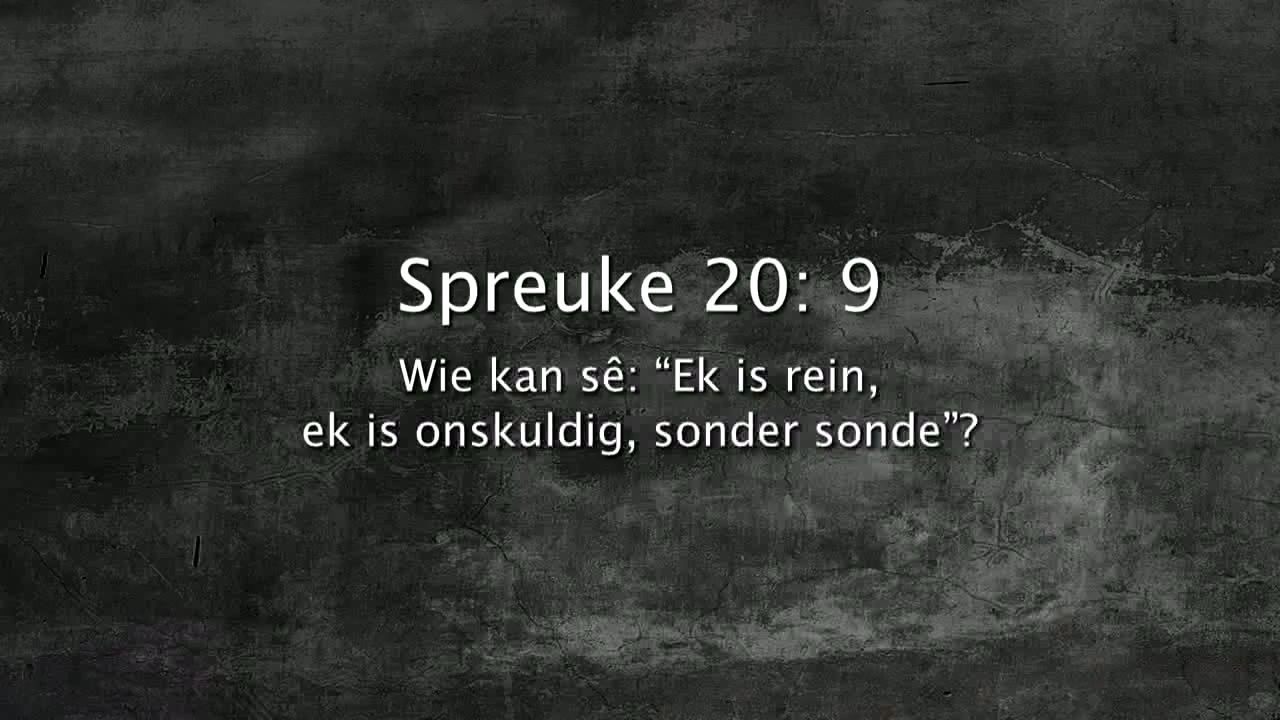 Spreuke 20: 9
Wie kan sê: “Ek is rein,
ek is onskuldig, sonder sonde”?